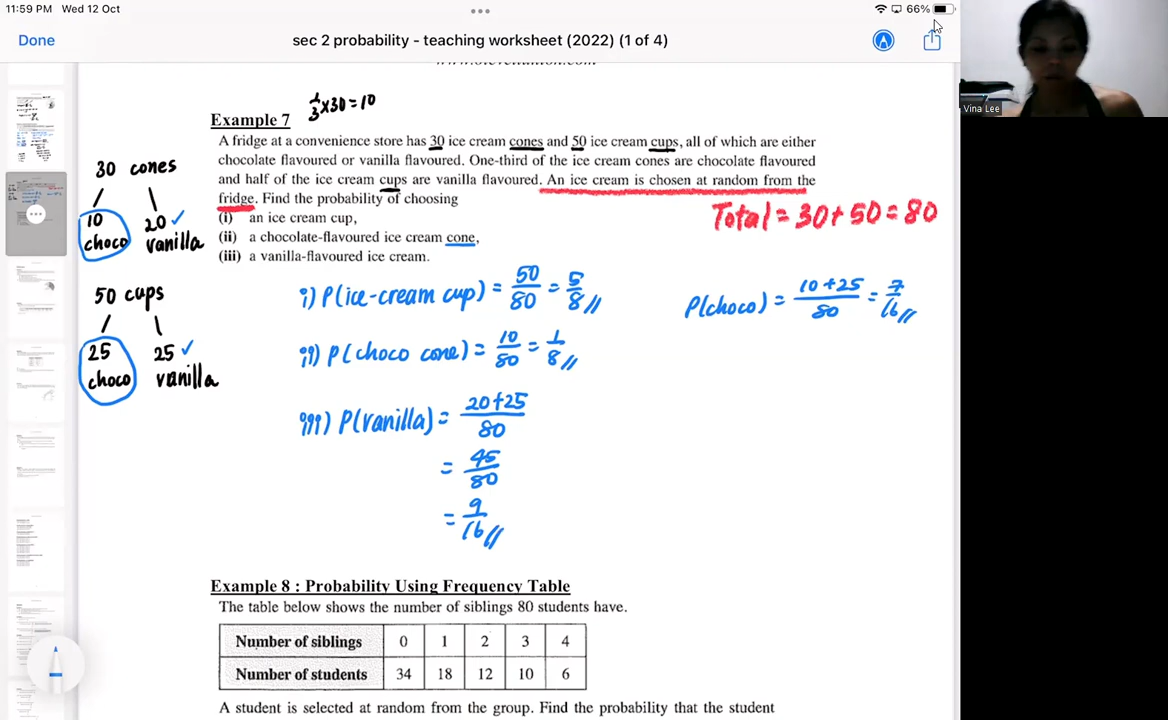 11:59 PM Wed 12 Oct
66%
Done
sec 2 probability - teaching worksheet (2022) (1 of 4)
Vina Lee
Example 7
1/3 × 30 = 10
A fridge at a convenience store has 30 ice cream cones and 50 ice cream cups, all of which are either
chocolate flavoured or vanilla flavoured. One-third of the ice cream cones are chocolate flavoured
and half of the ice cream cups are vanilla flavoured. An ice cream is chosen at random from the
fridge. Find the probability of choosing
(i) an ice cream cup,
(ii) a chocolate-flavoured ice cream cone,
(iii) a vanilla-flavoured ice cream.
Total = 30 + 50 = 80
30 cones
10 choco
20 ✓ vanilla
50 cups
25 choco
25 ✓ vanilla
i) P(ice-cream cup) = 50/80 = 5/8 //
ii) P(choco cone) = 10/80 = 1/8 //
iii) P(vanilla) = 20+25/80
= 45/80
= 9/16 //
P(choco) = 10+25/80 = 7/16 //
Example 8 : Probability Using Frequency Table
The table below shows the number of siblings 80 students have.
Number of siblings 0 1 2 3 4
Number of students 34 18 12 10 6
A student is selected at random from the group. Find the probability that the student